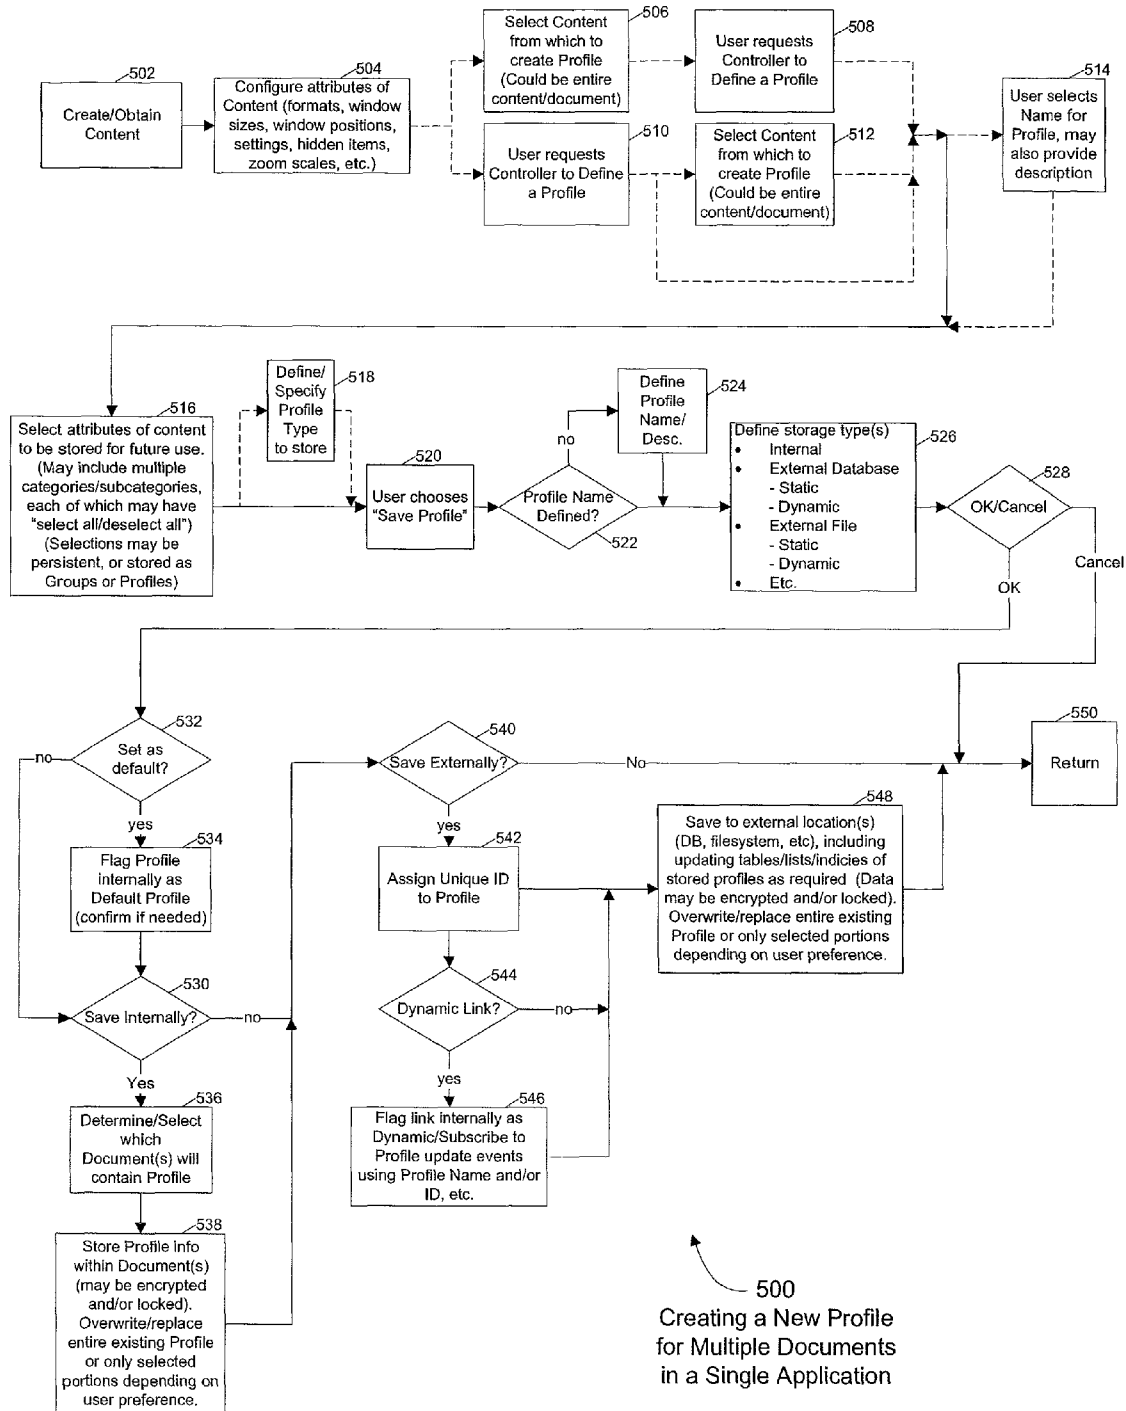 502
Create/Obtain
Content
504
Configure attributes of
Content (formats, window
sizes, window positions,
settings, hidden items,
zoom scales, etc.)
506
Select Content
from which to
create Profile
(Could be entire
content/document)
508
User requests
Controller to
Define a Profile
510
User requests
Controller to Define
a Profile
512
Select Content
from which to
create Profile
(Could be entire
content/document)
514
User selects
Name for
Profile, may
also provide
description
516
Select attributes of content
to be stored for future use.
(May include multiple
categories/subcategories,
each of which may have
“select all/deselect all”)
(Selections may be
persistent, or stored as
Groups or Profiles)
518
Define/
Specify
Profile
Type
to store
520
User chooses
“Save Profile”
no
Profile Name
Defined?
522
524
Define
Profile
Name/
Desc.
526
Define storage type(s)
• Internal
• External Database
- Static
- Dynamic
• External File
- Static
- Dynamic
• Etc.
528
OK/Cancel
Cancel
OK
532
Set as
default?
no
yes
534
Flag Profile
internally as
Default Profile
(confirm if needed)
530
Save Internally?
no
Yes
536
Determine/Select
which
Document(s) will
contain Profile
538
Store Profile info
within Document(s)
(may be encrypted
and/or locked).
Overwrite/replace
entire existing Profile
or only selected
portions depending on
user preference.
540
Save Externally?
No
yes
542
Assign Unique ID
to Profile
544
Dynamic Link?
no
yes
546
Flag link internally as
Dynamic/Subscribe to
Profile update events
using Profile Name and/or
ID, etc.
548
Save to external location(s)
(DB, filesystem, etc), including
updating tables/lists/indicies of
stored profiles as required (Data
may be encrypted and/or locked).
Overwrite/replace entire existing
Profile or only selected portions
depending on user preference.
550
Return
500
Creating a New Profile
for Multiple Documents
in a Single Application